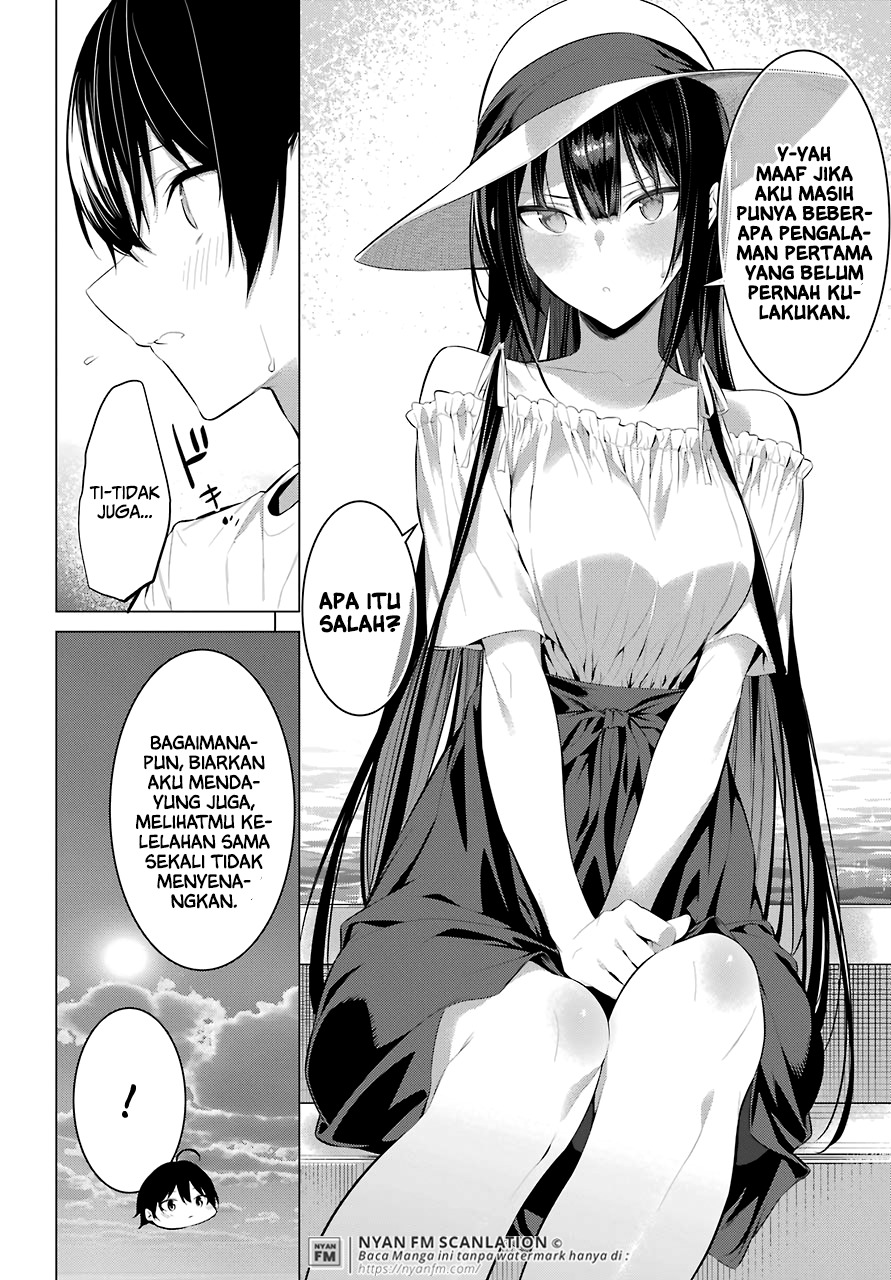 Y-YAH
MAAF JIKA
AKU MASIH
PUNYA BEBER-
APA PENGALA-
MAN PERTAMA
YANG BELUM
PERNAH KU-
LAKUKAN.
APA ITU
SALAH?
ドキ
TI-TIDAK
JUGA...
BAGAIMANA-
PUN, BIARKAN
AKU MENDA-
YUNG JUGA,
MELIHATMU KE-
LELAHAN SAMA
SEKALI TIDAK
MENYENA-
NGKAN.
!
NYAN
FM
NYAN FM SCANLATION ©
Baca Manga ini tanpa watermark hanya di :
https://nyanfm.com/